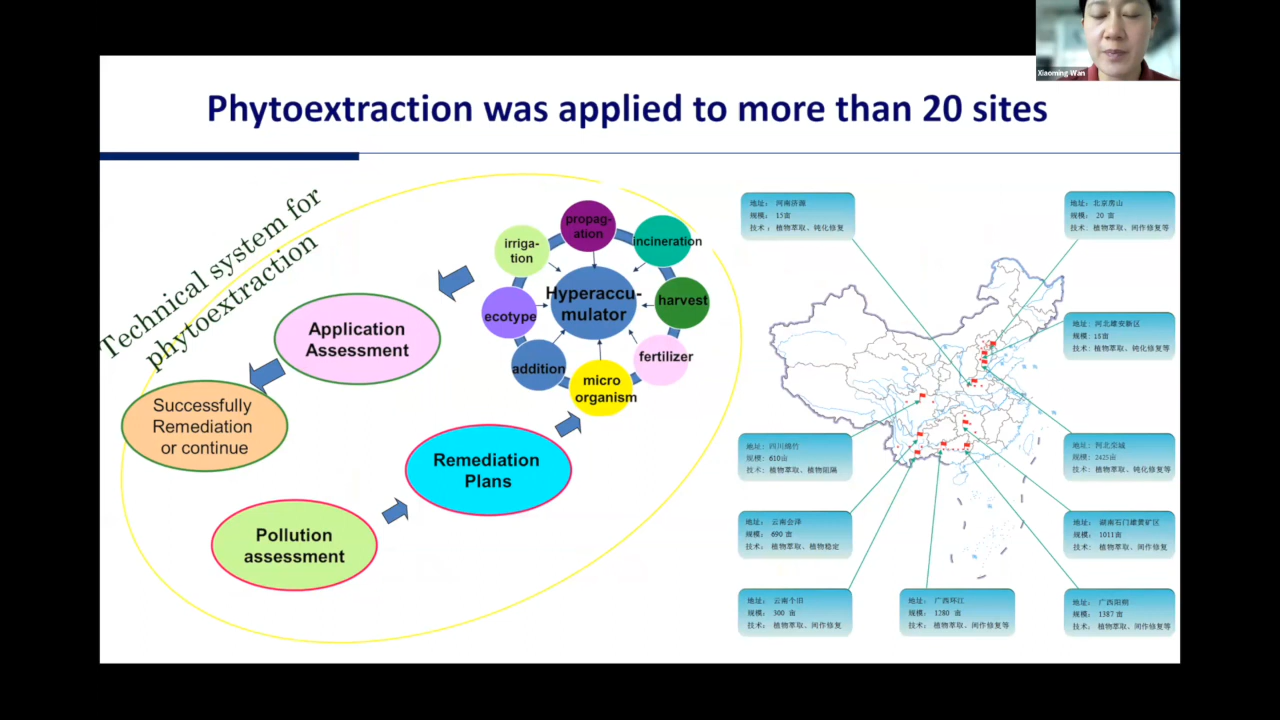 Xiaoming Wan
Phytoextraction was applied to more than 20 sites
Technical system for
phytoextraction
propag-
ation
irriga-
tion
incineration
Hyperaccu-
mulator
harvest
ecotype
fertilizer
addition
micro
organism
Application
Assessment
Successfully
Remediation
or continue
Remediation
Plans
Pollution
assessment
地址： 河南济源
规模： 15亩
技术： 植物萃取、钝化修复
地址： 北京房山
规模： 20 亩
技术: 植物萃取、间作修复等
地址: 河北雄安新区
规模: 15亩
技术: 植物萃取、钝化修复等
地址: 四川绵竹
规模: 610亩
技术: 植物萃取、植物阻隔
地址: 河北栾城
规模: 2425亩
技术: 植物萃取、钝化修复等
地址： 云南会泽
规模： 690 亩
技术： 植物萃取、植物稳定
地址: 湖南石门雄黄矿区
规模: 1011亩
技术: 植物萃取、间作修复
地址： 云南个旧
规模： 300 亩
技术： 植物萃取、间作修复
地址： 广西环江
规模： 1280 亩
技术： 植物萃取、间作修复等
地址： 广西阳朔
规模： 1387 亩
技术： 植物萃取、间作修复等